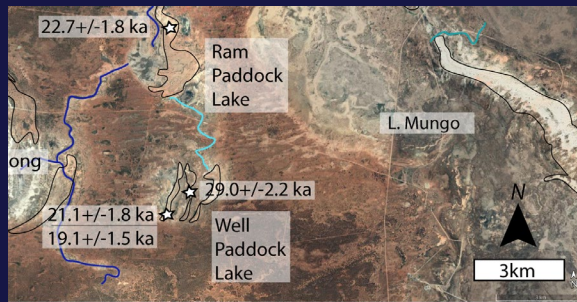 22.7+/-1.8 ka
Ram
Paddock
Lake
L. Mungo
ong
29.0+/-2.2 ka
21.1+/-1.8 ka
19.1+/-1.5 ka
Well
Paddock
Lake
N
3km